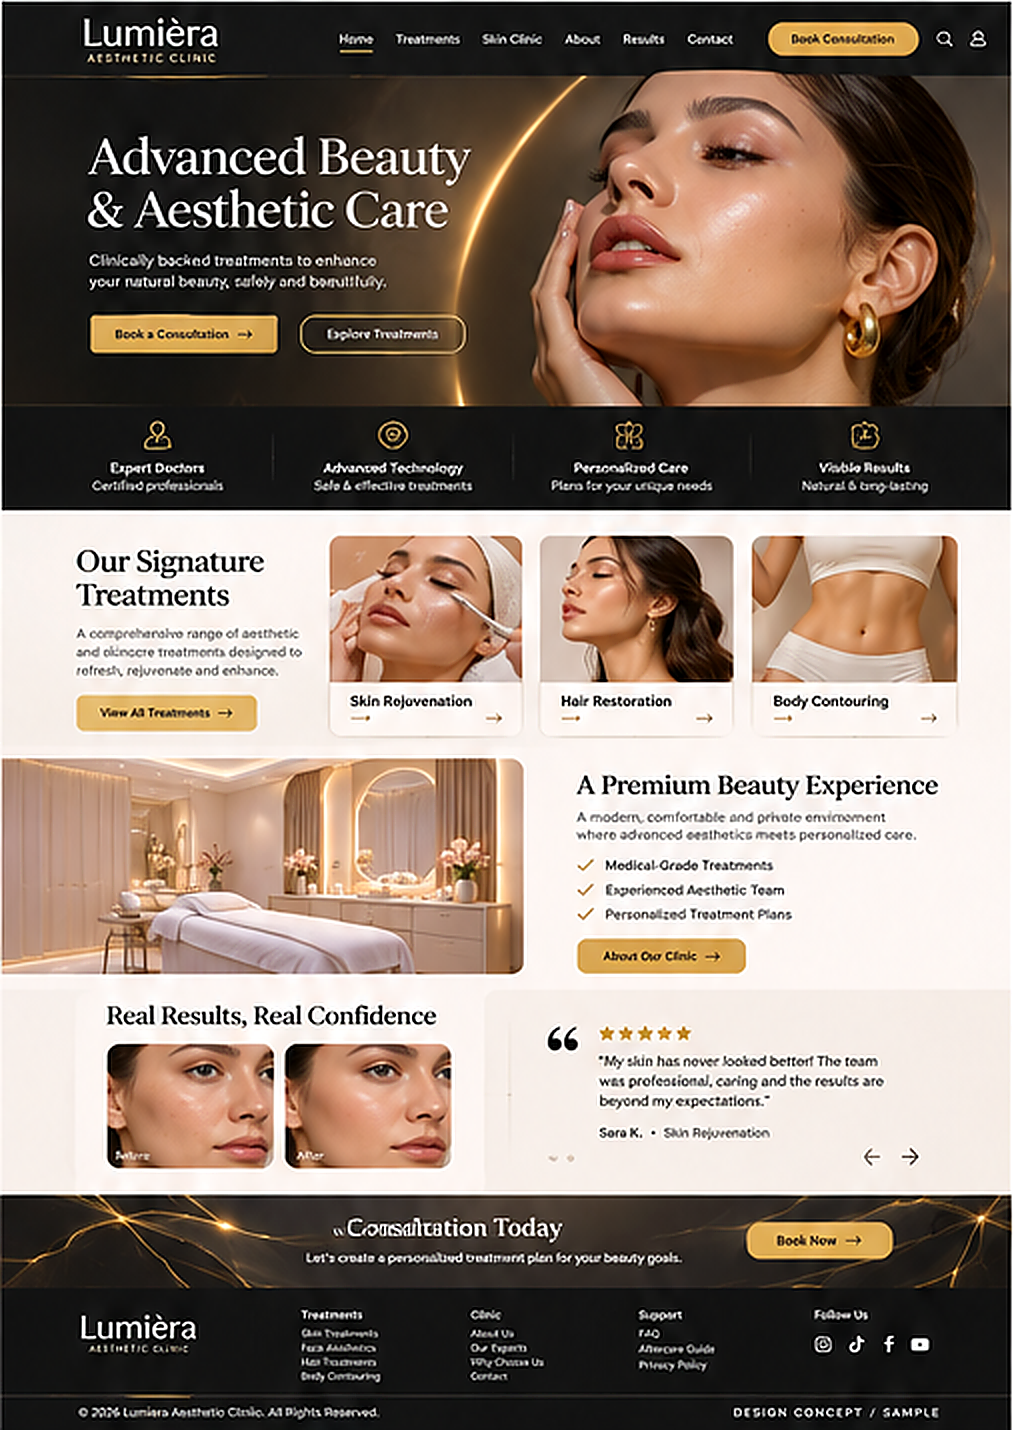 Lumièra
AESTHETIC CLINIC
Home
Treatments
Skin Clinic
About
Results
Contact
Book Consultation
Advanced Beauty
& Aesthetic Care
Clinically backed treatments to enhance
your natural beauty, safely and beautifully.
Book a Consultation
Explore Treatments
Expert Doctors
Certified professionals
Advanced Technology
Safe & effective treatments
Personalized Care
Plans for your unique needs
Visible Results
Natural & long-lasting
Our Signature
Treatments
A comprehensive range of aesthetic
and skincare treatments designed to
refresh, rejuvenate and enhance.
View All Treatments
Skin Rejuvenation
Hair Restoration
Body Contouring
A Premium Beauty Experience
A modern, comfortable and private environment
where advanced aesthetics meets personalized care.
Medical-Grade Treatments
Experienced Aesthetic Team
Personalized Treatment Plans
About Our Clinic
Real Results, Real Confidence
Before
After
"My skin has never looked better! The team
was professional, caring and the results are
beyond my expectations."
Sara K. • Skin Rejuvenation
Consultation Today
Let's create a personalized treatment plan for your beauty goals.
Book Now
Lumièra
AESTHETIC CLINIC
Treatments
Skin Treatments
Face Aesthetics
Hair Treatments
Body Contouring
Clinic
About Us
Our Experts
Why Choose Us
Contact
Support
FAQ
Aftercare Guide
Privacy Policy
Follow Us
© 2026 Lumiera Aesthetic Clinic. All Rights Reserved.
DESIGN CONCEPT / SAMPLE